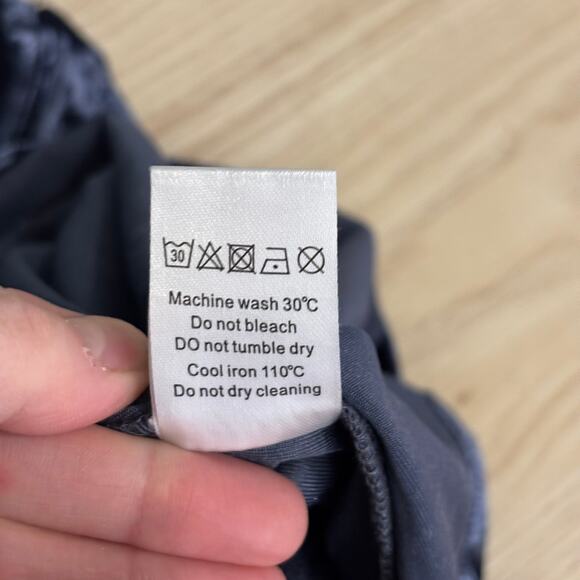 30
Machine wash 30℃
Do not bleach
DO not tumble dry
Cool iron 110℃
Do not dry cleaning